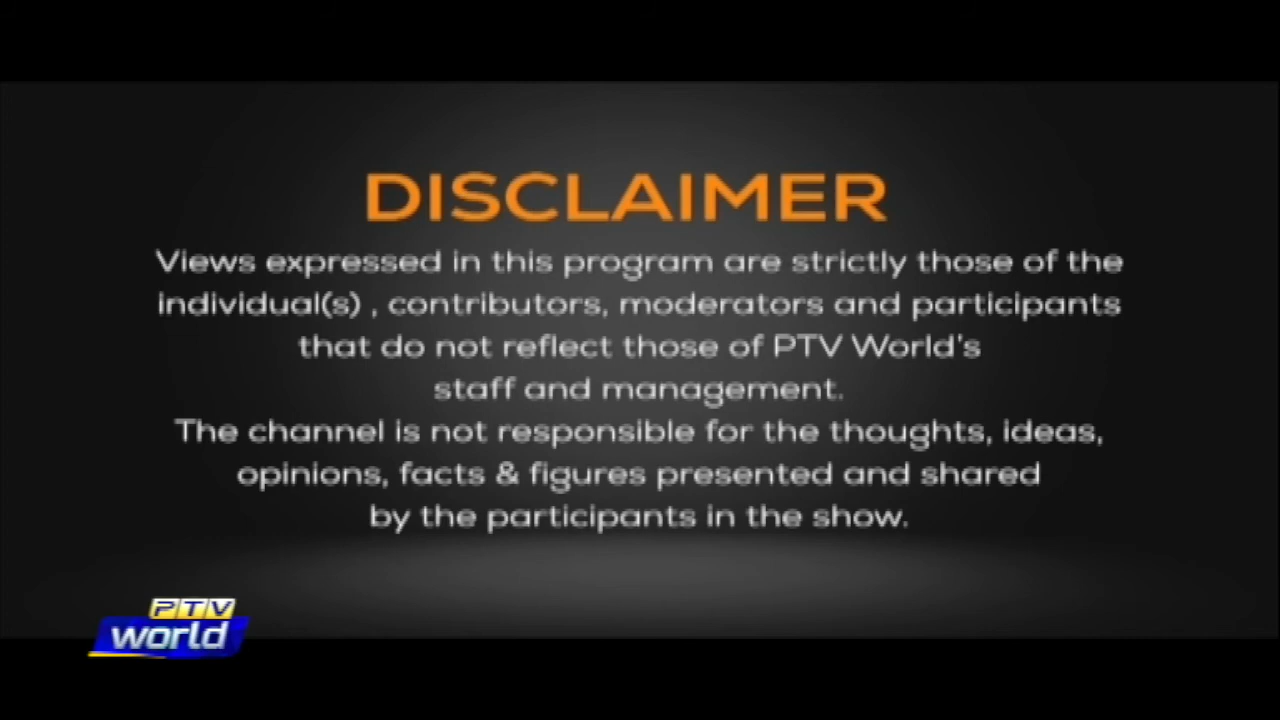 DISCLAIMER
Views expressed in this program are strictly those of the
individual(s) , contributors, moderators and participants
that do not reflect those of PTV World's
staff and management.
The channel is not responsible for the thoughts, ideas,
opinions, facts & figures presented and shared
by the participants in the show.
PTV
world